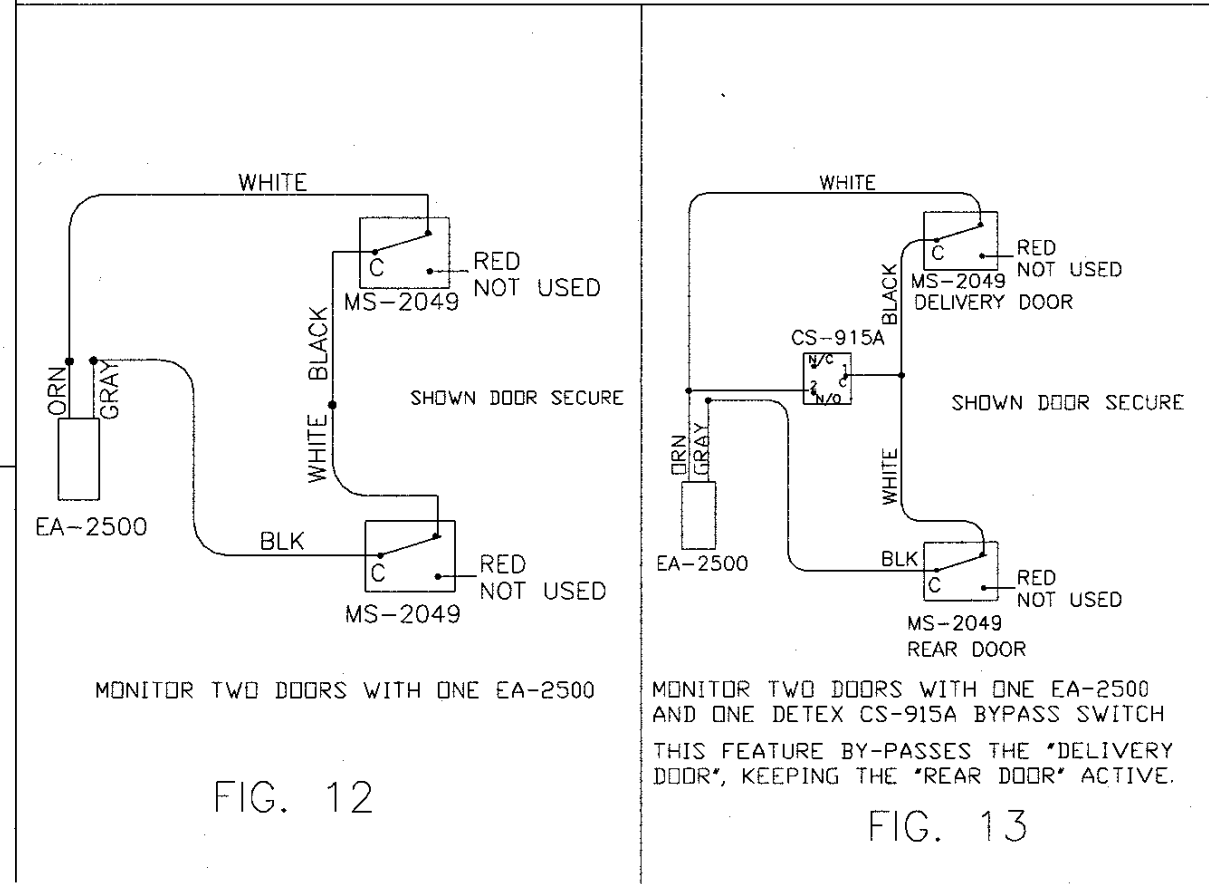 WHITE
C
RED
NOT USED
MS-2049
BLACK
ORN
GRAY
SHOWN DOOR SECURE
WHITE
EA-2500
BLK
C
RED
NOT USED
MS-2049
MONITOR TWO DOORS WITH ONE EA-2500
FIG. 12
WHITE
C
RED
NOT USED
MS-2049
DELIVERY DOOR
BLACK
CS-915A
N/C
1
C
2
N/O
SHOWN DOOR SECURE
ORN
GRAY
WHITE
EA-2500
BLK
C
RED
NOT USED
MS-2049
REAR DOOR
MONITOR TWO DOORS WITH ONE EA-2500
AND ONE DETEX CS-915A BYPASS SWITCH
THIS FEATURE BY-PASSES THE "DELIVERY
DOOR", KEEPING THE "REAR DOOR" ACTIVE.
FIG. 13